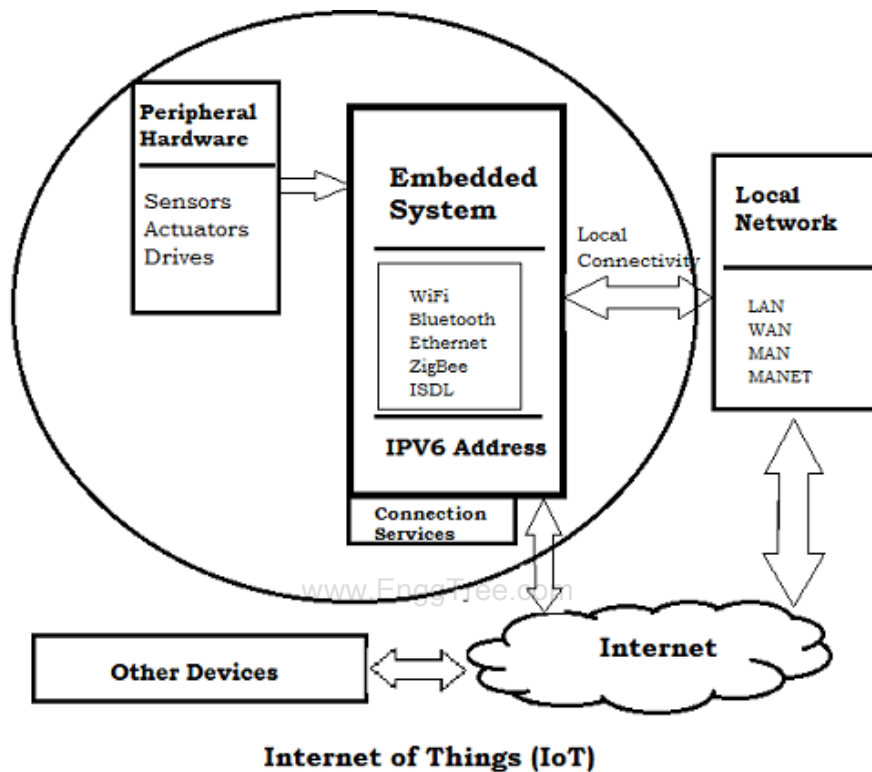 Peripheral
Hardware
Sensors
Actuators
Drives
Embedded
System
WiFi
Bluetooth
Ethernet
ZigBee
ISDL
IPV6 Address
Connection
Services
Local
Connectivity
Local
Network
LAN
WAN
MAN
MANET
www.EnggTree.com
Internet
Other Devices
Internet of Things (IoT)